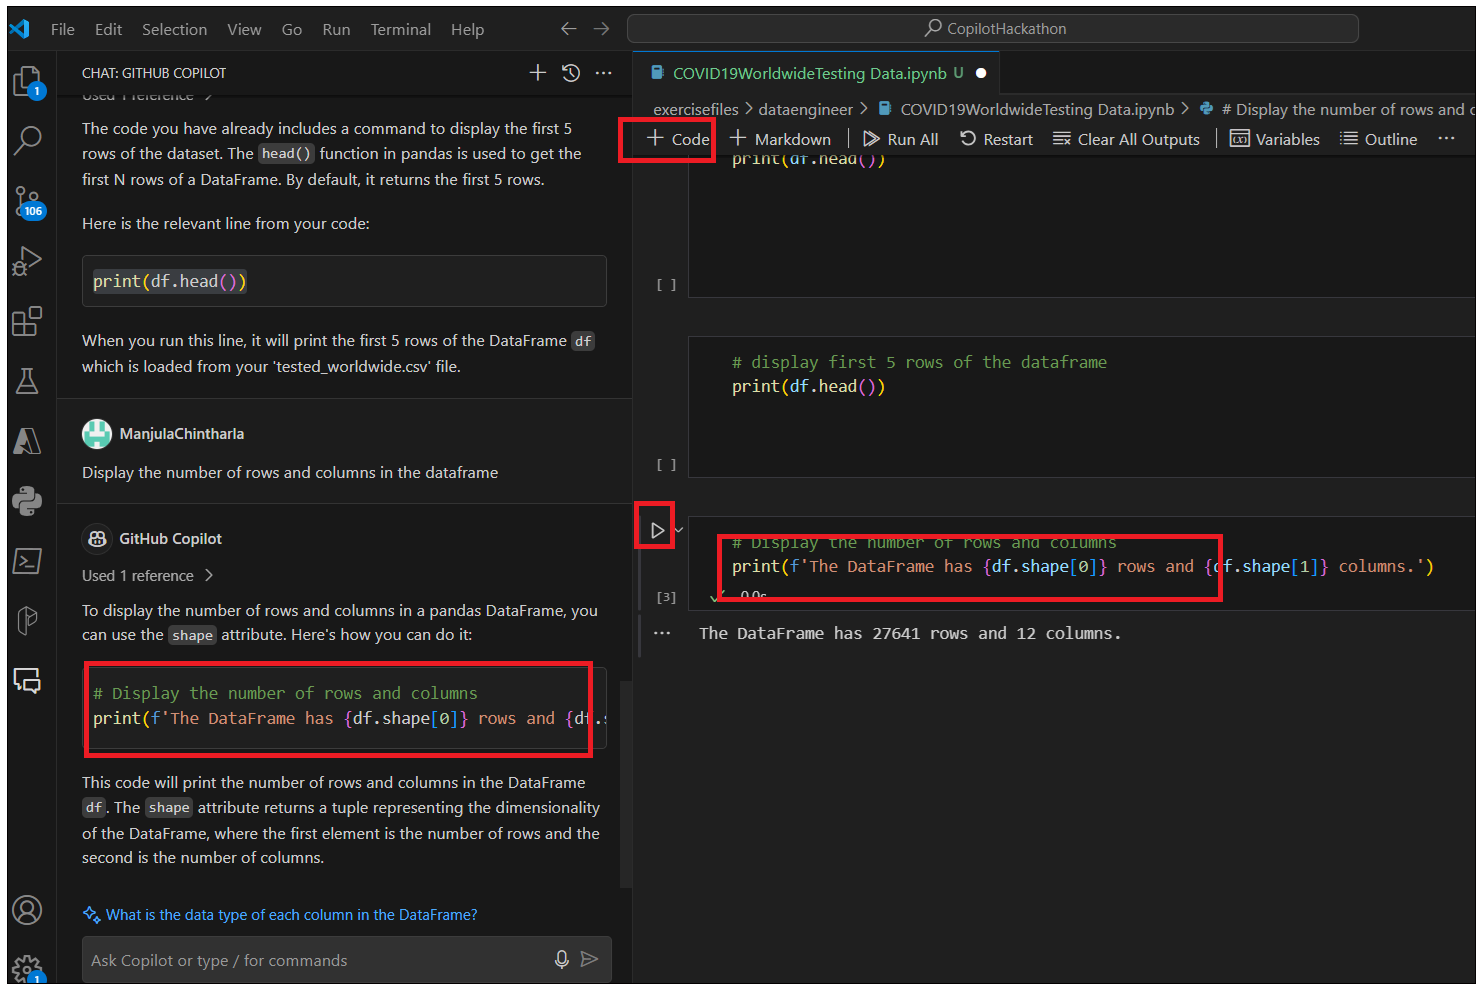 File Edit Selection View Go Run Terminal Help
CopilotHackathon
1
106
1
CHAT: GITHUB COPILOT
Used 1 reference
The code you have already includes a command to display the first 5
rows of the dataset. The head() function in pandas is used to get the
first N rows of a DataFrame. By default, it returns the first 5 rows.
Here is the relevant line from your code:
print(df.head())
When you run this line, it will print the first 5 rows of the DataFrame df
which is loaded from your 'tested_worldwide.csv' file.
ManjulaChintharla
Display the number of rows and columns in the dataframe
GitHub Copilot
Used 1 reference
To display the number of rows and columns in a pandas DataFrame, you
can use the shape attribute. Here's how you can do it:
# Display the number of rows and columns
print(f'The DataFrame has {df.shape[0]} rows and {df.s
This code will print the number of rows and columns in the DataFrame
df. The shape attribute returns a tuple representing the dimensionality
of the DataFrame, where the first element is the number of rows and the
second is the number of columns.
What is the data type of each column in the DataFrame?
Ask Copilot or type / for commands
COVID19WorldwideTesting Data.ipynb U
exercisefiles > dataengineer > COVID19WorldwideTesting Data.ipynb > # Display the number of rows and c
+ Code + Markdown Run All Restart Clear All Outputs (x) Variables Outline ...
print(df.head())
[ ]
# display first 5 rows of the dataframe
print(df.head())
[ ]
# Display the number of rows and columns
print(f'The DataFrame has {df.shape[0]} rows and {df.shape[1]} columns.')
[3] 0.0s
... The DataFrame has 27641 rows and 12 columns.